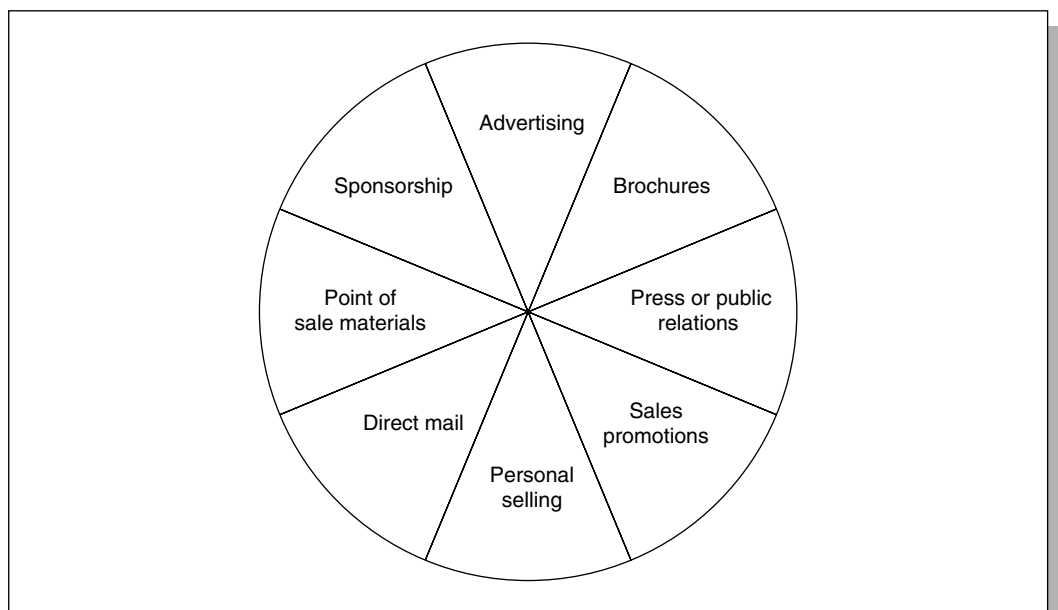 Advertising
Brochures
Press or public
relations
Sales
promotions
Personal
selling
Direct mail
Point of
sale materials
Sponsorship